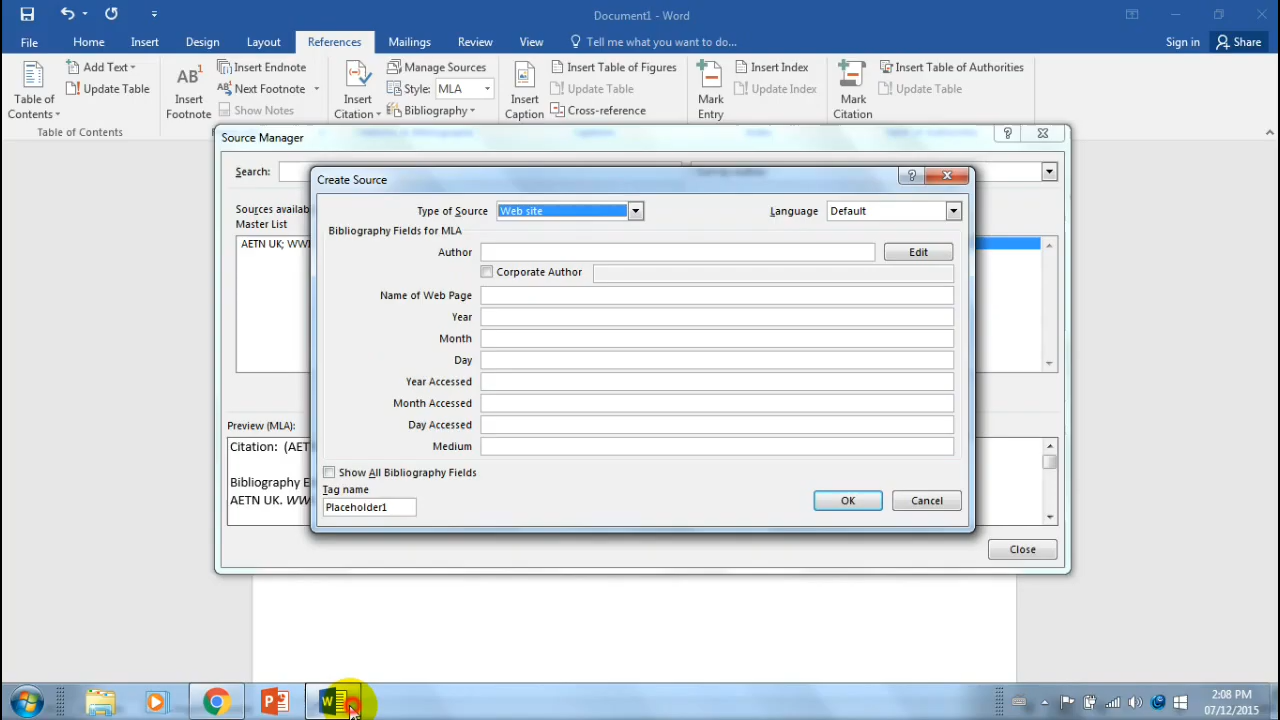 Document1 - Word
File Home Insert Design Layout References Mailings Review View Tell me what you want to do... Sign in Share
Table of Contents
Add Text
Update Table
Table of Contents
AB1
Insert Footnote
Insert Endnote
Next Footnote
Show Notes
Insert Citation
Manage Sources
Style: MLA
Bibliography
Insert Caption
Insert Table of Figures
Update Table
Cross-reference
Mark Entry
Insert Index
Update Index
Mark Citation
Insert Table of Authorities
Update Table
Source Manager
Search:
Master List
AETN UK; WW
Create Source
Type of Source Web site
Language Default
Bibliography Fields for MLA
Author Edit
Corporate Author
Name of Web Page
Year
Month
Day
Year Accessed
Month Accessed
Day Accessed
Medium
Show All Bibliography Fields
Tag name
Placeholder1
OK Cancel
Preview (MLA):
Citation: (AET
AETN UK.
Close
2:08 PM
07/12/2015